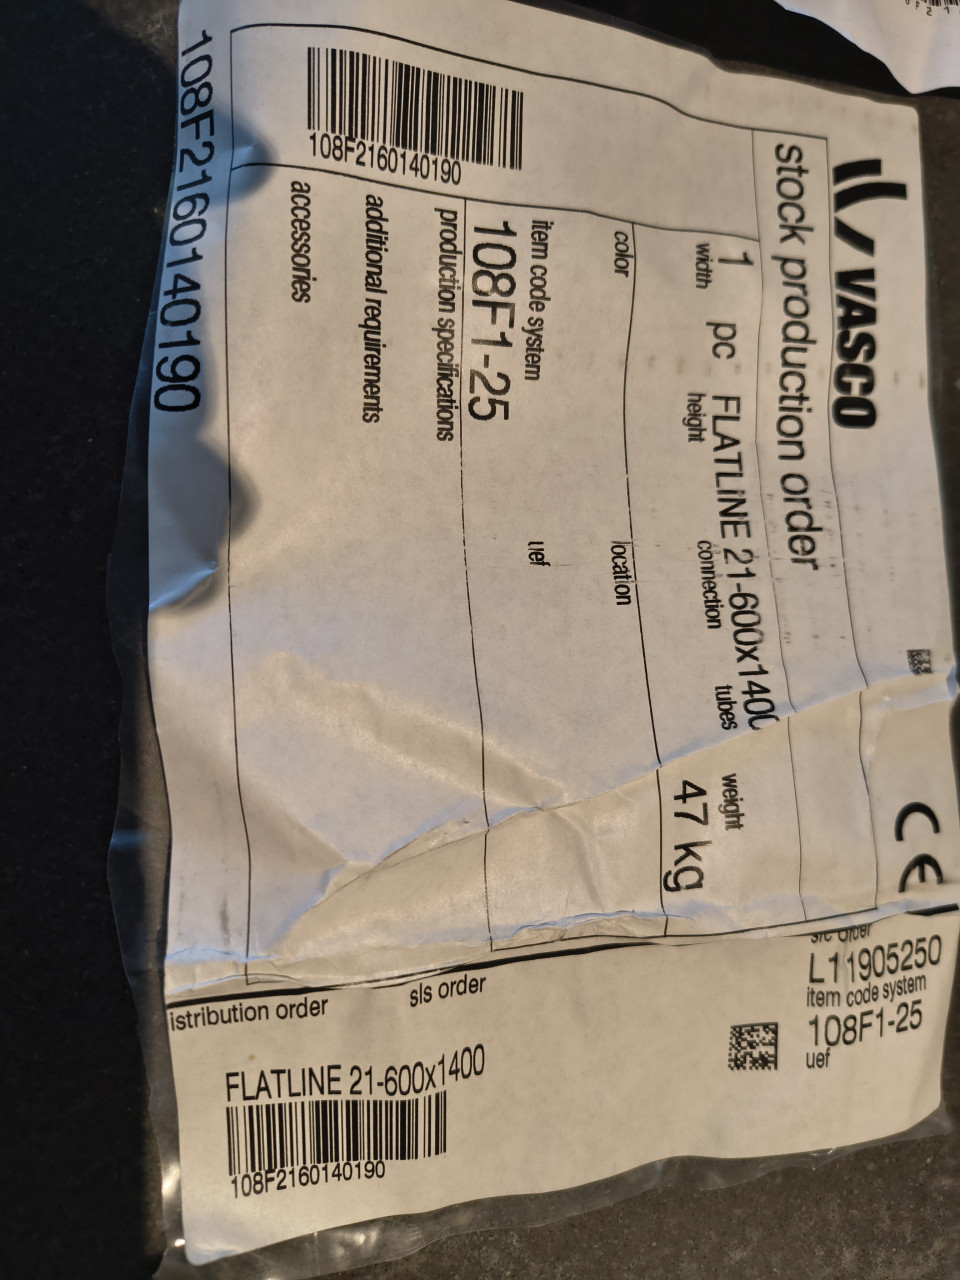 VASCO
CE
stock production order
1 pc FLATLINE 21-600x1400
width height connection tubes weight
47 kg
color location
item code system uef
108F1-25
production specifications
additional requirements
accessories
108F2160140190
108F2160140190
L11905250
item code system
108F1-25
uef
sls order
istribution order
FLATLINE 21-600x1400
108F2160140190